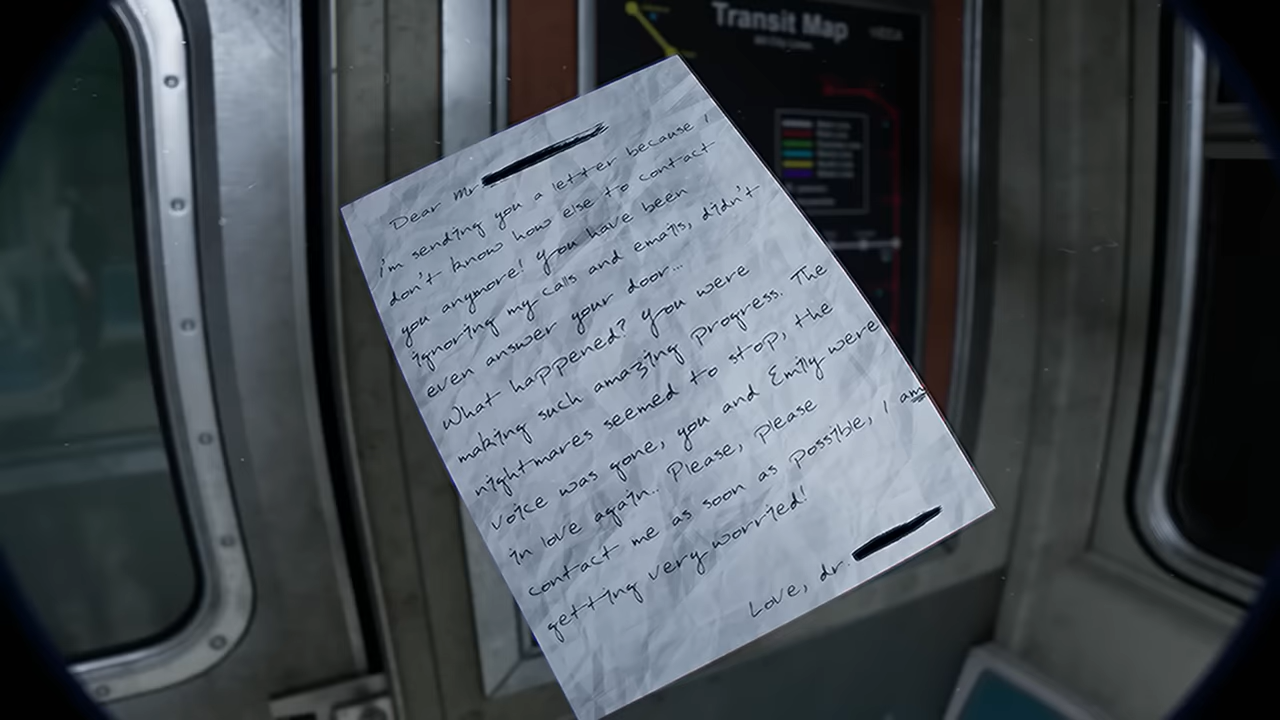 Transit Map
Dear Mr
i'm sending you a letter because i
don't know how else to contact
you anymore! You have been
ignoring my calls and emails, didn't
even answer your door...
What happened? You were
making such amazing progress. The
nightmares seemed to stop, the
voice was gone, you and Emily were
in love again.. Please, please
contact me as soon as possible, i am
getting very worried!
Love, dr.